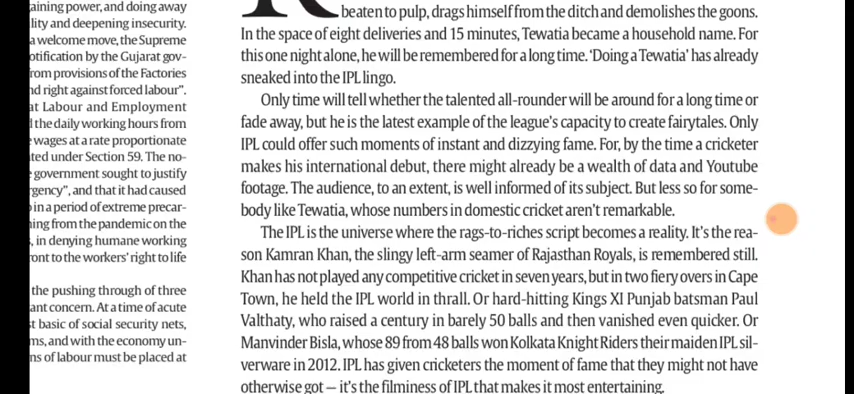 aining power, and doing away
lity and deepening insecurity.
a welcome move, the Supreme
otification by the Gujarat gov-
rom provisions of the Factories
nd right against forced labour".
at Labour and Employment
the daily working hours from
wages at a rate proportionate
ted under Section 59. The no-
government sought to justify
rgency", and that it had caused
in a period of extreme precar-
ing from the pandemic on the
, in denying humane working
ront to the workers' right to life
the pushing through of three
ant concern. At a time of acute
t basic of social security nets,
ms, and with the economy un-
ns of labour must be placed at
beaten to pulp, drags himself from the ditch and demolishes the goons.
In the space of eight deliveries and 15 minutes, Tewatia became a household name. For
this one night alone, he will be remembered for a long time. 'Doing a Tewatia' has already
sneaked into the IPL lingo.
Only time will tell whether the talented all-rounder will be around for a long time or
fade away, but he is the latest example of the league's capacity to create fairytales. Only
IPL could offer such moments of instant and dizzying fame. For, by the time a cricketer
makes his international debut, there might already be a wealth of data and Youtube
footage. The audience, to an extent, is well informed of its subject. But less so for some-
body like Tewatia, whose numbers in domestic cricket aren't remarkable.
The IPL is the universe where the rags-to-riches script becomes a reality. It's the rea-
son Kamran Khan, the slingy left-arm seamer of Rajasthan Royals, is remembered still.
Khan has not played any competitive cricket in seven years, but in two fiery overs in Cape
Town, he held the IPL world in thrall. Or hard-hitting Kings XI Punjab batsman Paul
Valthaty, who raised a century in barely 50 balls and then vanished even quicker. Or
Manvinder Bisla, whose 89 from 48 balls won Kolkata Knight Riders their maiden IPL sil-
verware in 2012. IPL has given cricketers the moment of fame that they might not have
otherwise got — it's the filminess of IPL that makes it most entertaining.